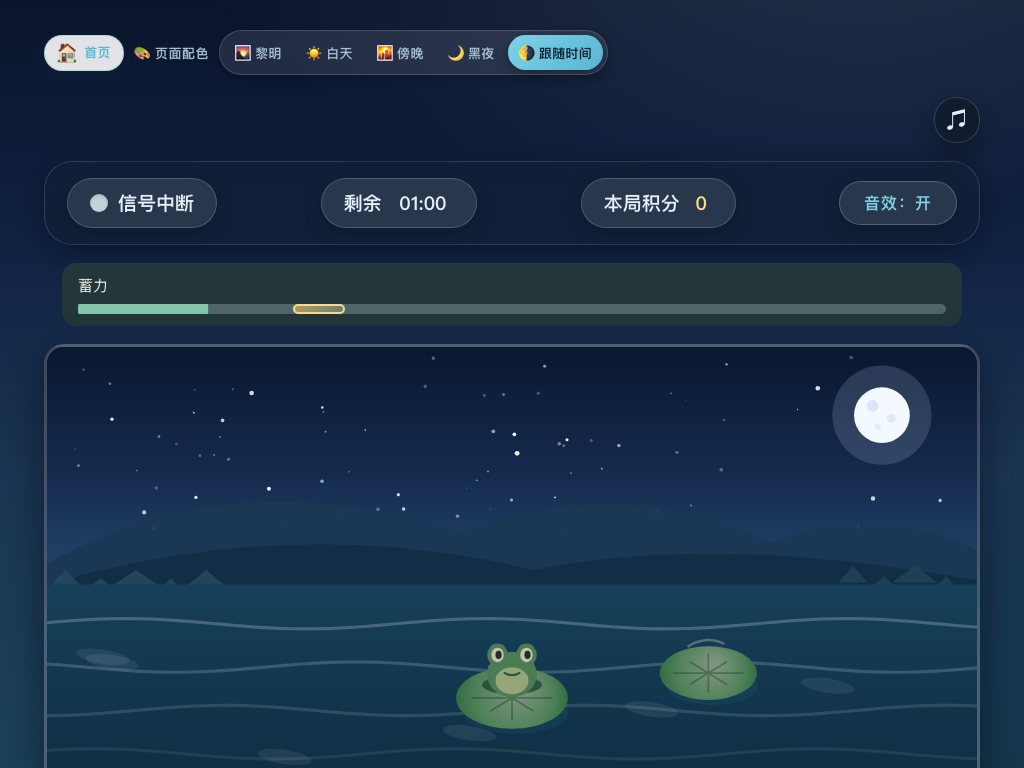 首页 页面配色 黎明 白天 傍晚 黑夜 跟随时间
信号中断 剩余 01:00 本局积分 0 音效：开
蓄力